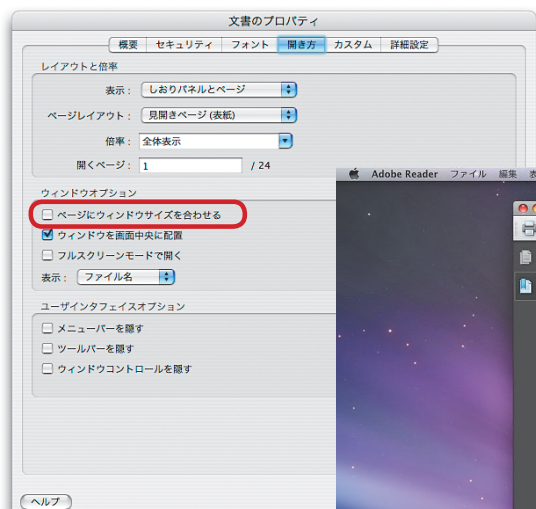 文書のプロパティ
概要 セキュリティ フォント 開き方 カスタム 詳細設定
レイアウトと倍率
表示： しおりパネルとページ
ページレイアウト： 見開きページ (表紙)
倍率： 全体表示
開くページ： 1 / 24
Adobe Reader ファイル 編集 表
ウィンドウオプション
ページにウィンドウサイズを合わせる
ウィンドウを画面中央に配置
フルスクリーンモードで開く
表示： ファイル名
ユーザインタフェイスオプション
メニューバーを隠す
ツールバーを隠す
ウィンドウコントロールを隠す
ヘルプ